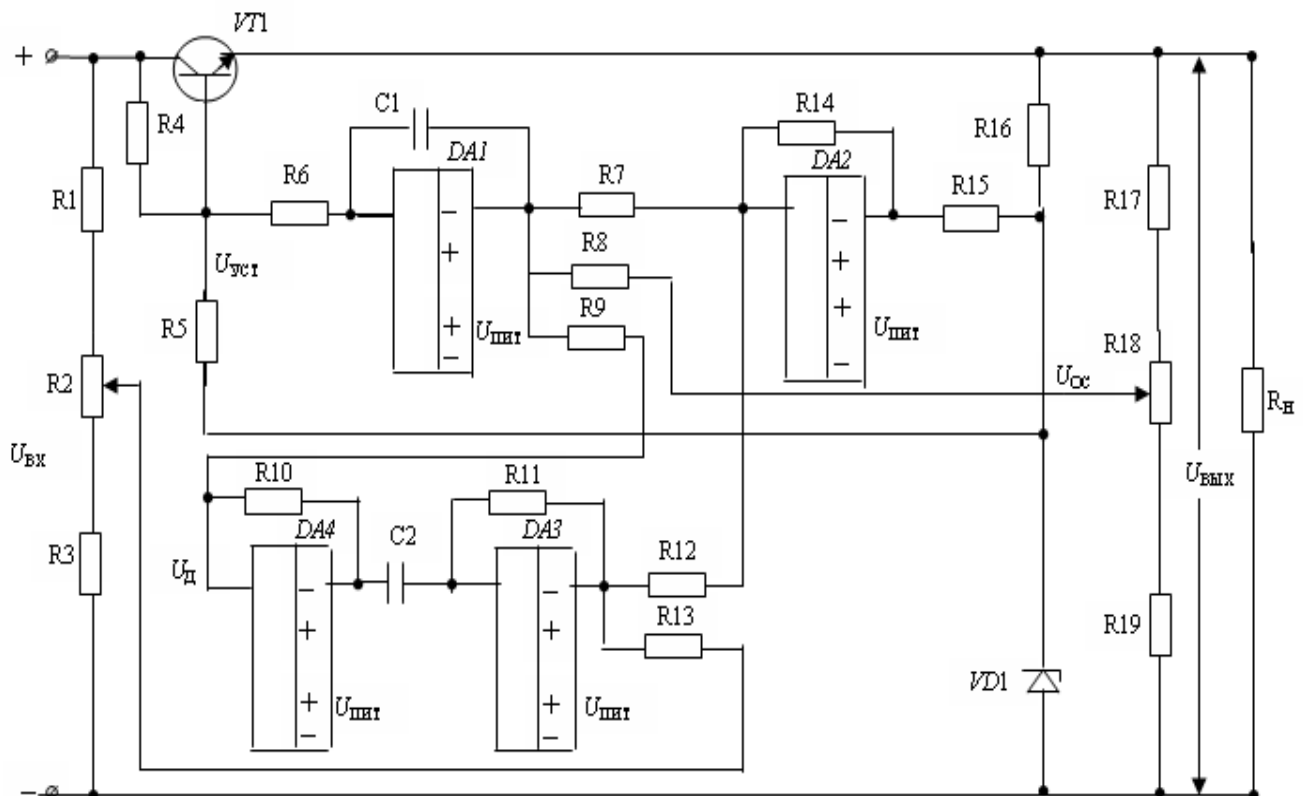 VT1
+
R4
C1
R14
R16
DA1
DA2
R6
R7
R15
R1
−
−
R17
R8
+
+
Uуст
R9
R5
+
Uпит
+
Uпит
−
−
R18
R2
Uос
Rн
Uвх
Uвых
R10
R11
DA4
C2
DA3
R12
R3
Uд
−
−
+
+
R13
R19
VD1
+
Uпит
+
Uпит
−
−
−